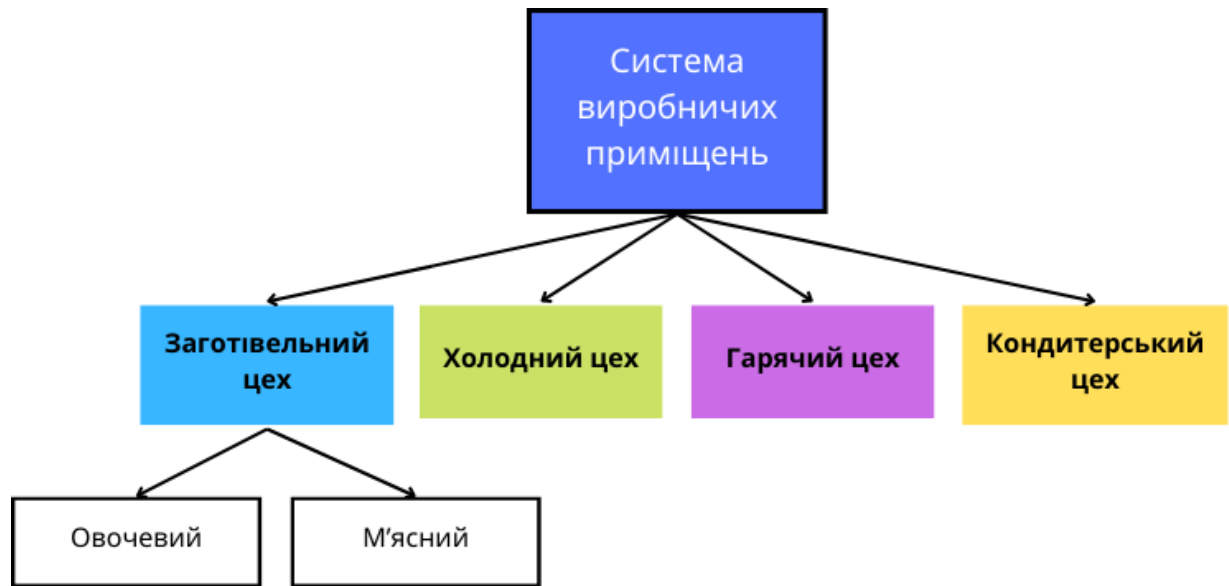 Система
виробничих
приміщень
Заготівельний
цех
Холодний цех
Гарячий цех
Кондитерський
цех
Овочевий
М’ясний